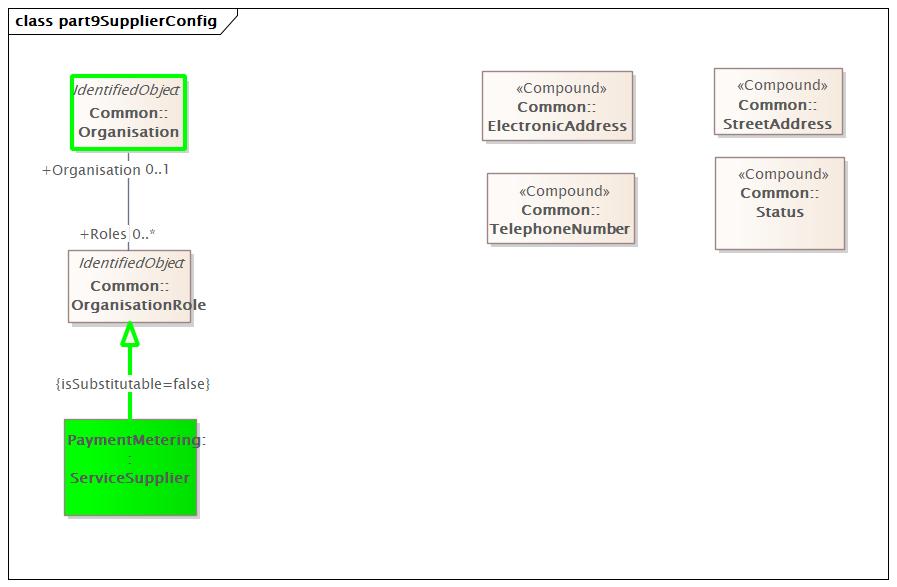 class part9SupplierConfig
IdentifiedObject
Common::
Organisation
+Organisation 0..1
+Roles 0..*
IdentifiedObject
Common::
OrganisationRole
{isSubstitutable=false}
PaymentMetering:
:
ServiceSupplier
«Compound»
Common::
ElectronicAddress
«Compound»
Common::
TelephoneNumber
«Compound»
Common::
StreetAddress
«Compound»
Common::
Status